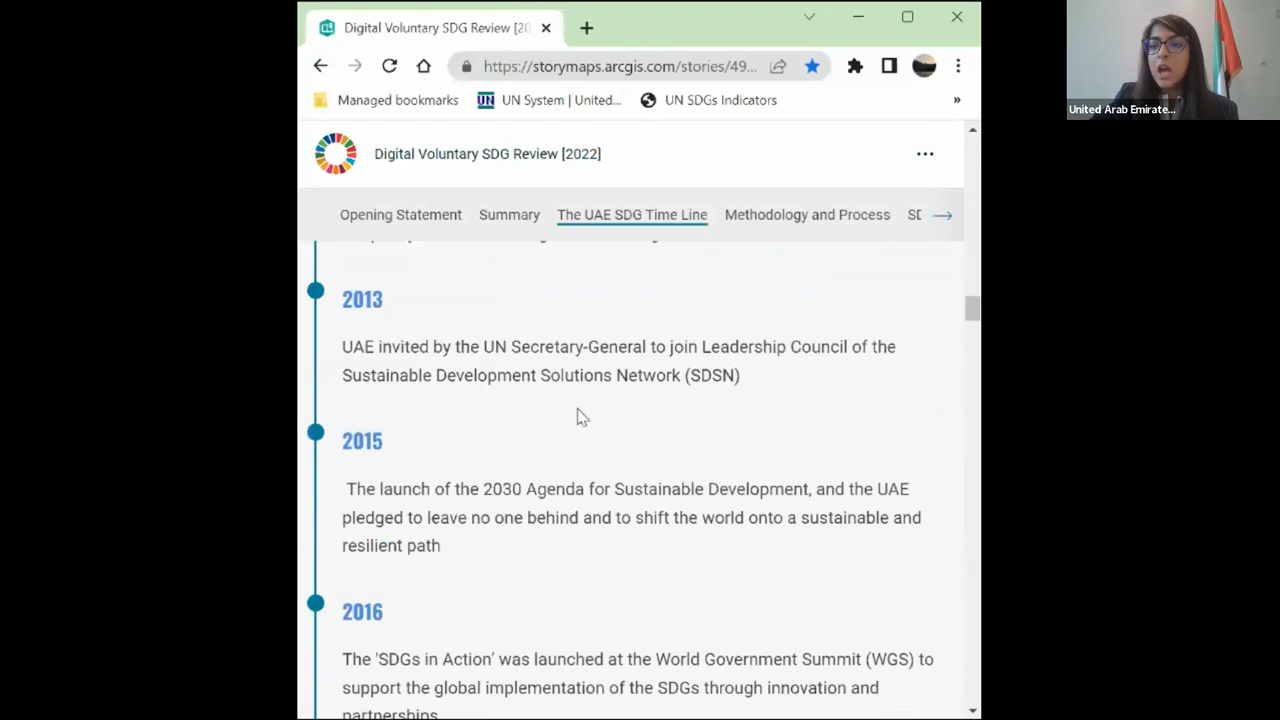 Digital Voluntary SDG Review [20
https://storymaps.arcgis.com/stories/49...
Managed bookmarks
UN System | United...
UN SDGs Indicators
»
Digital Voluntary SDG Review [2022]
Opening Statement
Summary
The UAE SDG Time Line
Methodology and Process
SD
2013
UAE invited by the UN Secretary-General to join Leadership Council of the
Sustainable Development Solutions Network (SDSN)
2015
The launch of the 2030 Agenda for Sustainable Development, and the UAE
pledged to leave no one behind and to shift the world onto a sustainable and
resilient path
2016
The 'SDGs in Action' was launched at the World Government Summit (WGS) to
support the global implementation of the SDGs through innovation and
partnerships
United Arab Emirate...